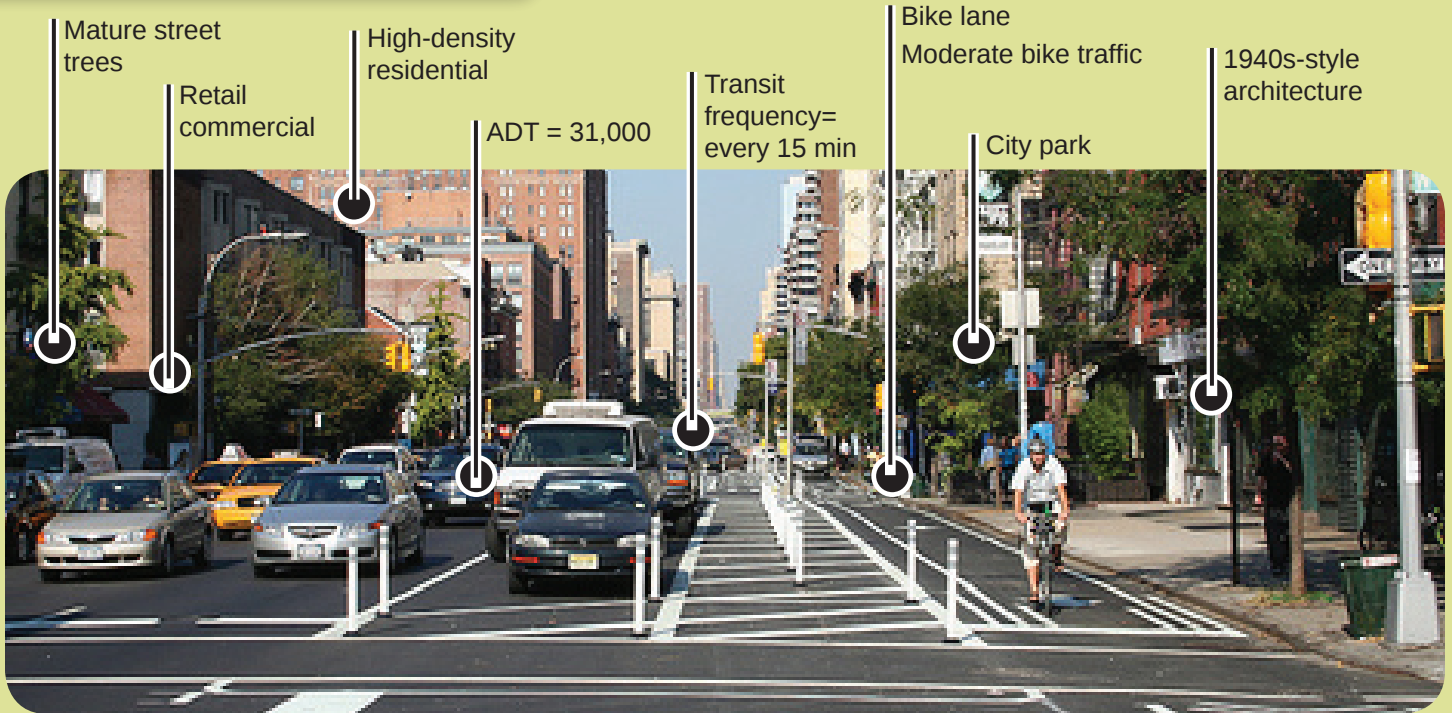 Mature street
trees
Retail
commercial
High-density
residential
ADT = 31,000
Transit
frequency=
every 15 min
Bike lane
Moderate bike traffic
City park
1940s-style
architecture